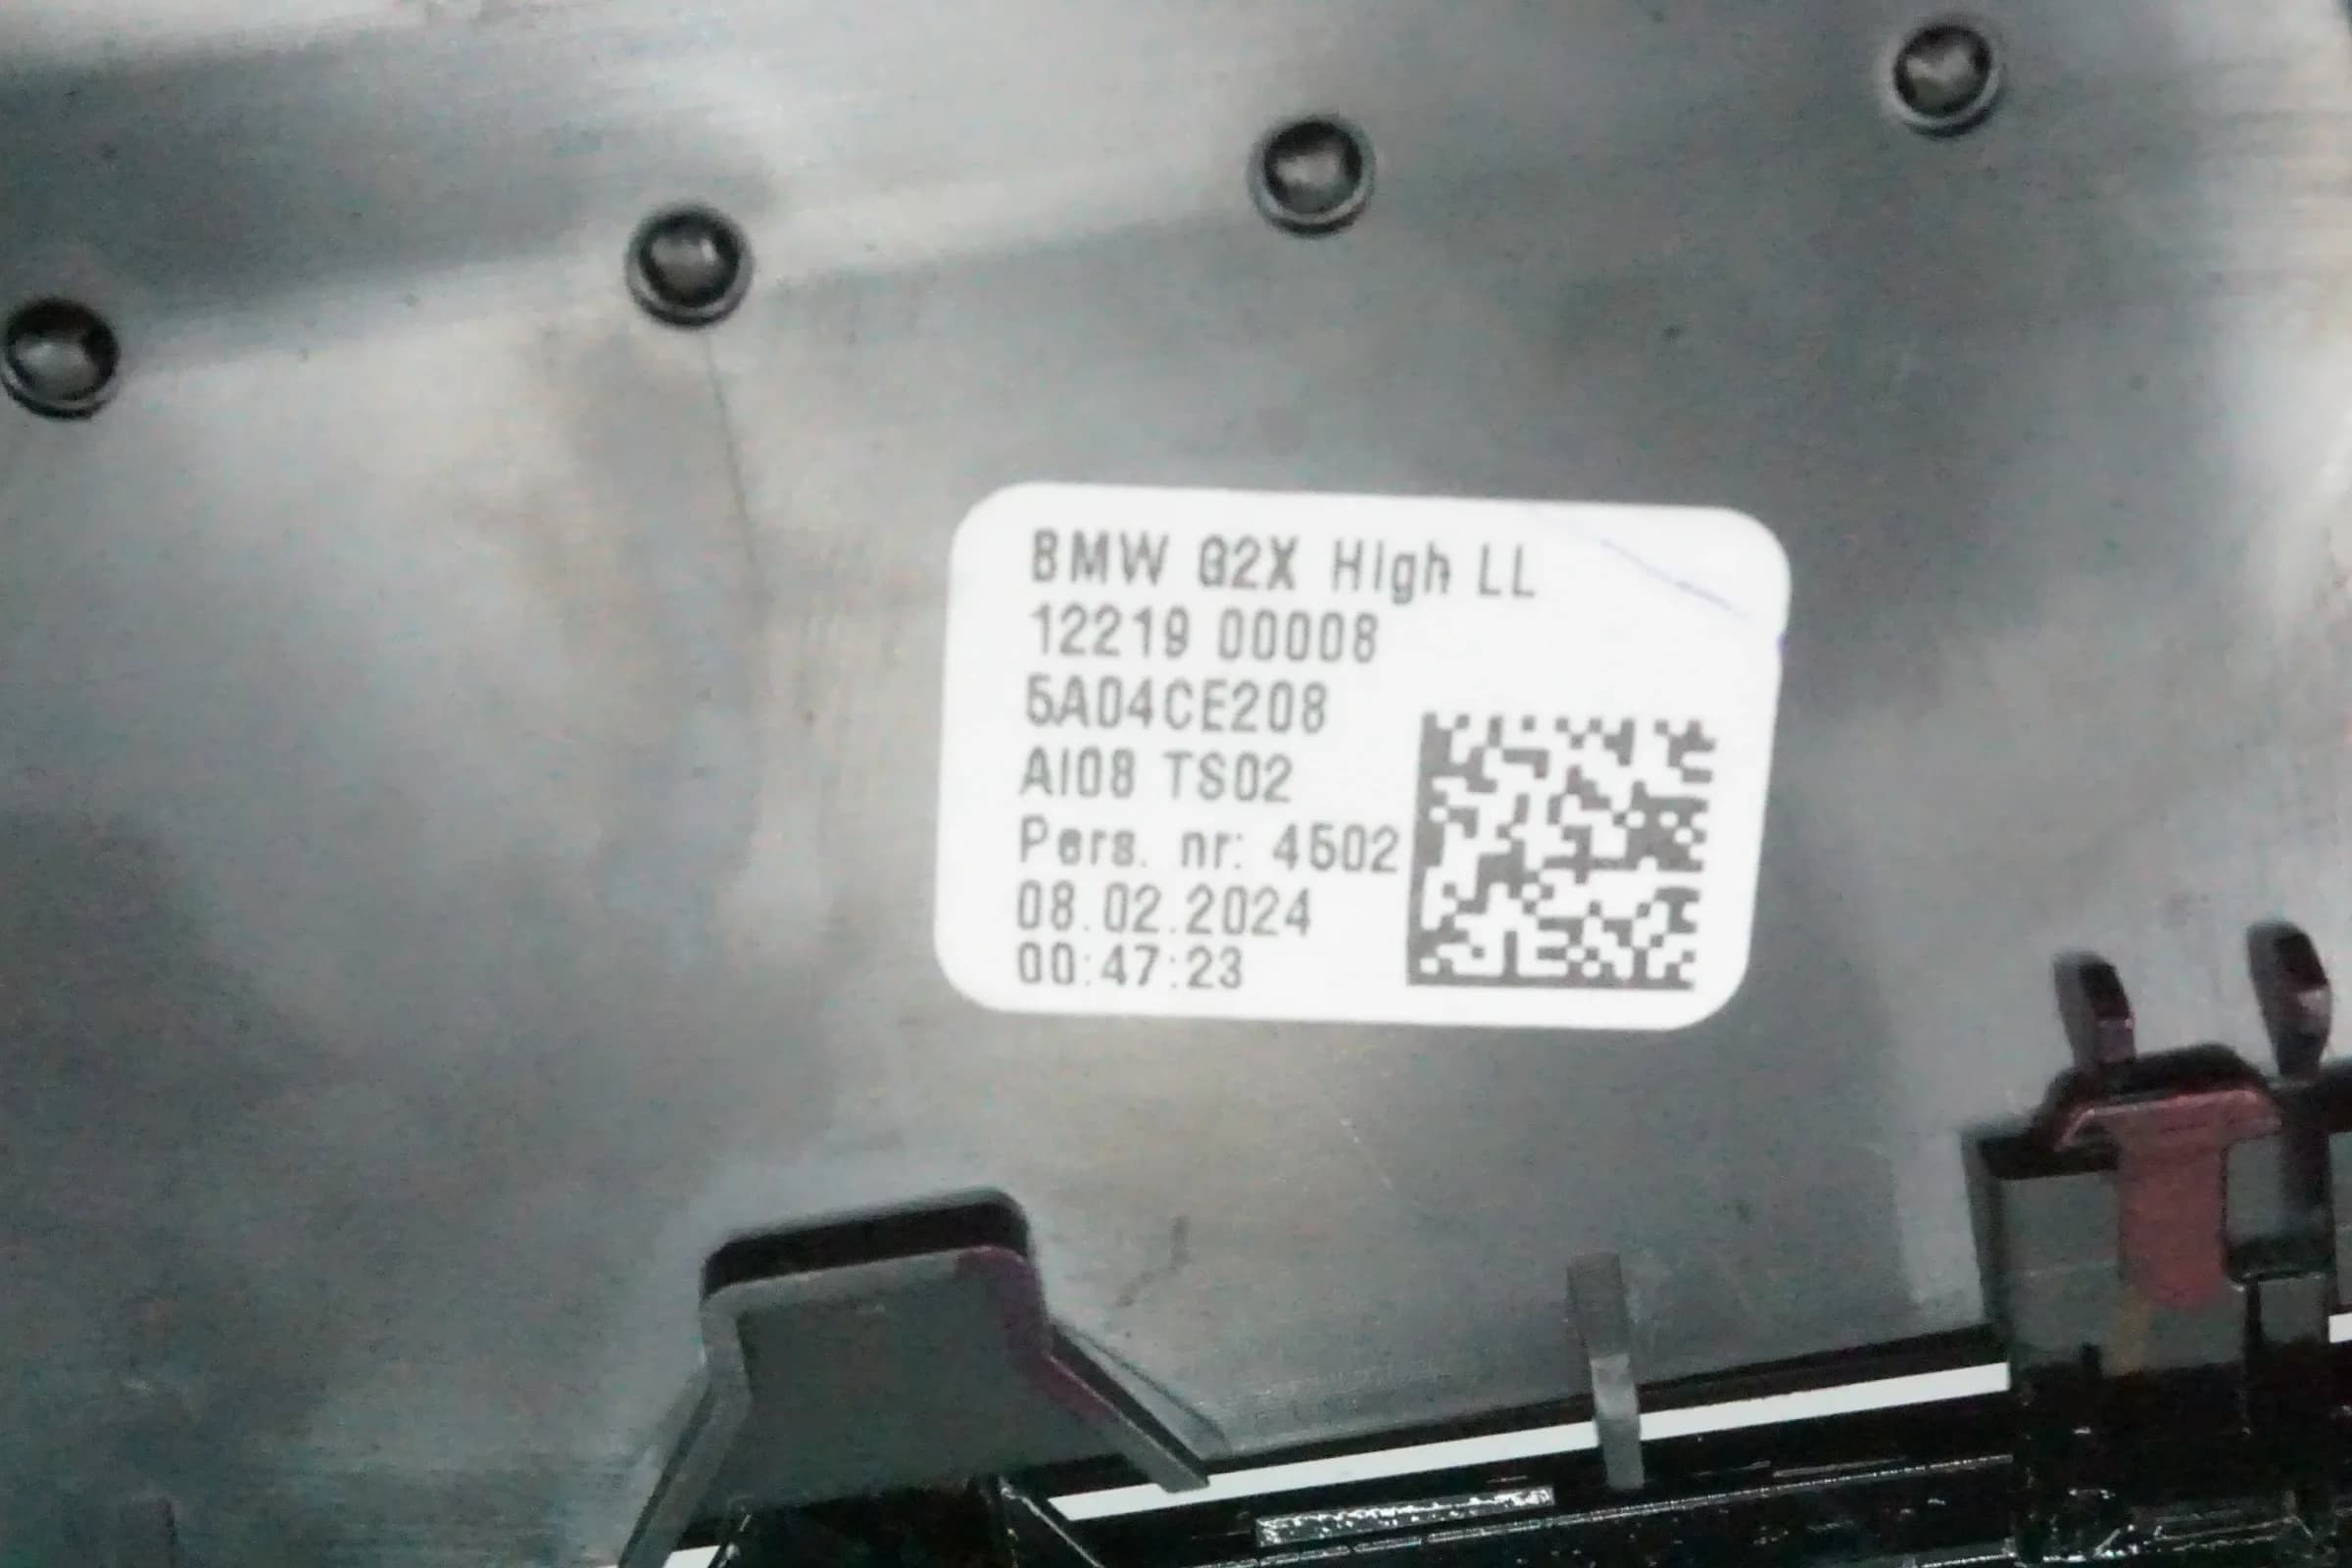 BMW G2X High LL
12219 00008
5A04CE208
AI08 TS02
Pers. nr: 4502
08.02.2024
00:47:23